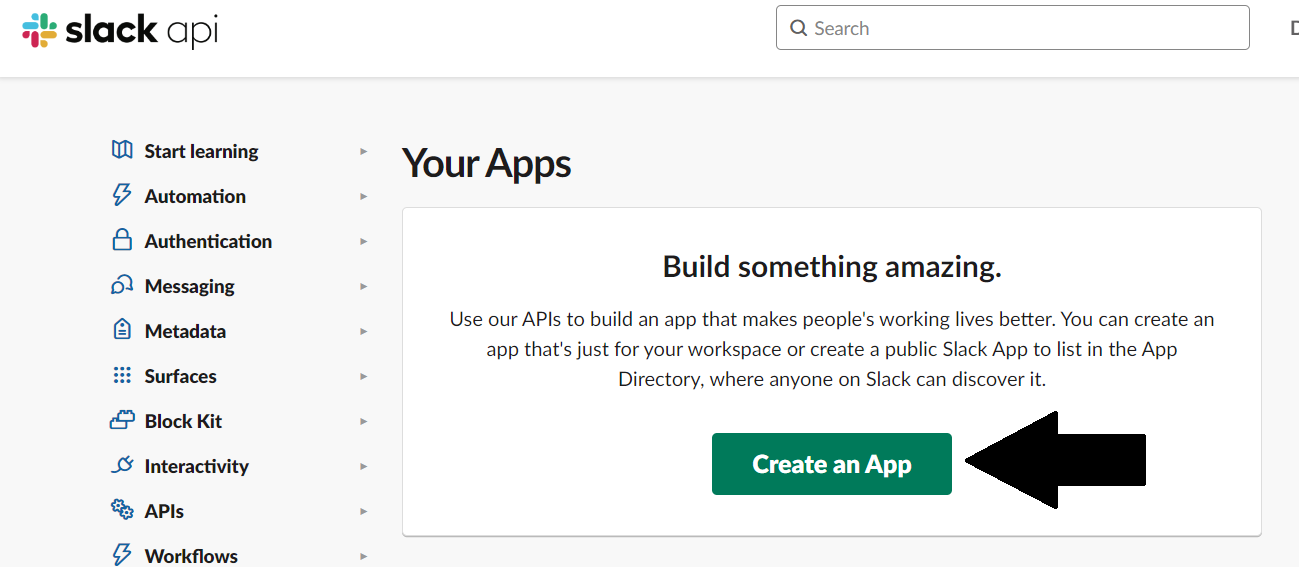 slack api
Search
Start learning
Automation
Authentication
Messaging
Metadata
Surfaces
Block Kit
Interactivity
APIs
Workflows
Your Apps
Build something amazing.
Use our APIs to build an app that makes people's working lives better. You can create an
app that's just for your workspace or create a public Slack App to list in the App
Directory, where anyone on Slack can discover it.
Create an App